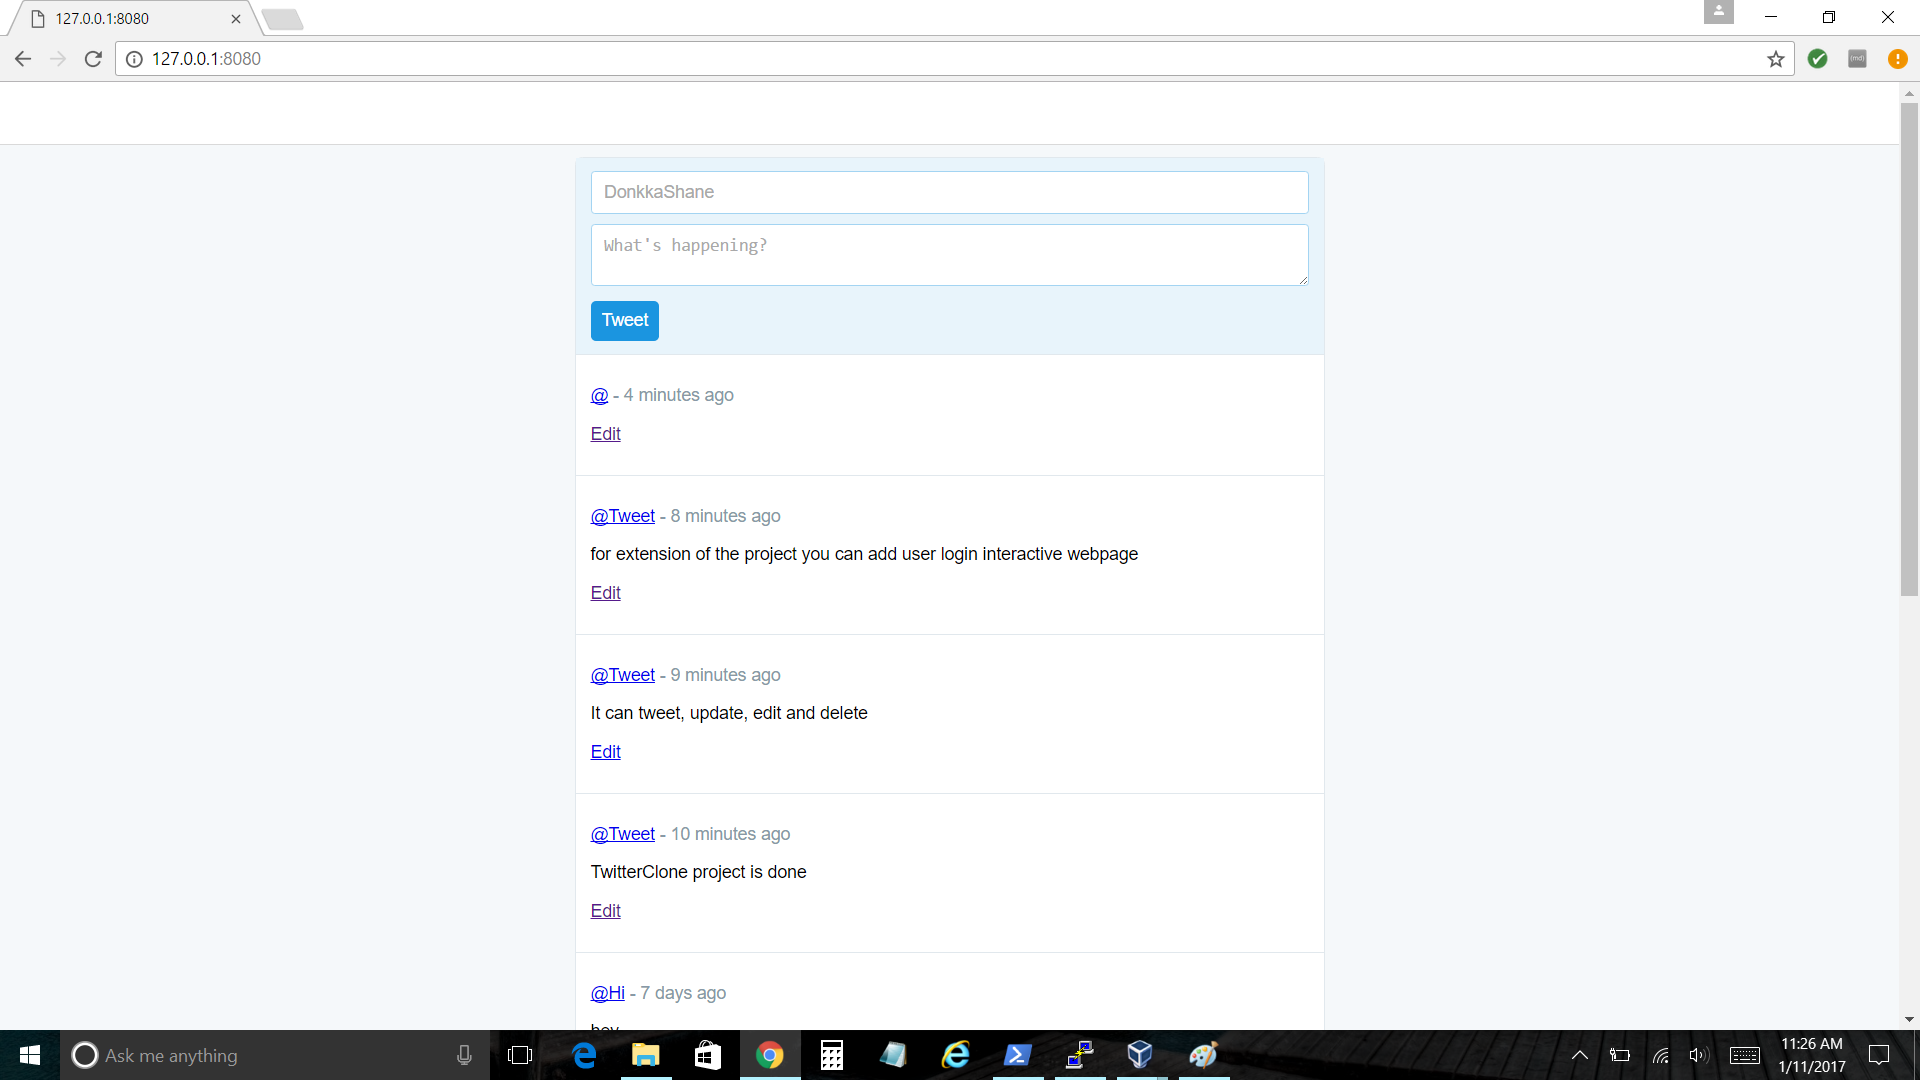 127.0.0.1:8080
127.0.0.1:8080
DonkkaShane
What's happening?
Tweet
@ - 4 minutes ago
Edit
@Tweet - 8 minutes ago
for extension of the project you can add user login interactive webpage
Edit
@Tweet - 9 minutes ago
It can tweet, update, edit and delete
Edit
@Tweet - 10 minutes ago
TwitterClone project is done
Edit
@Hi - 7 days ago
hey
Ask me anything
11:26 AM
1/11/2017